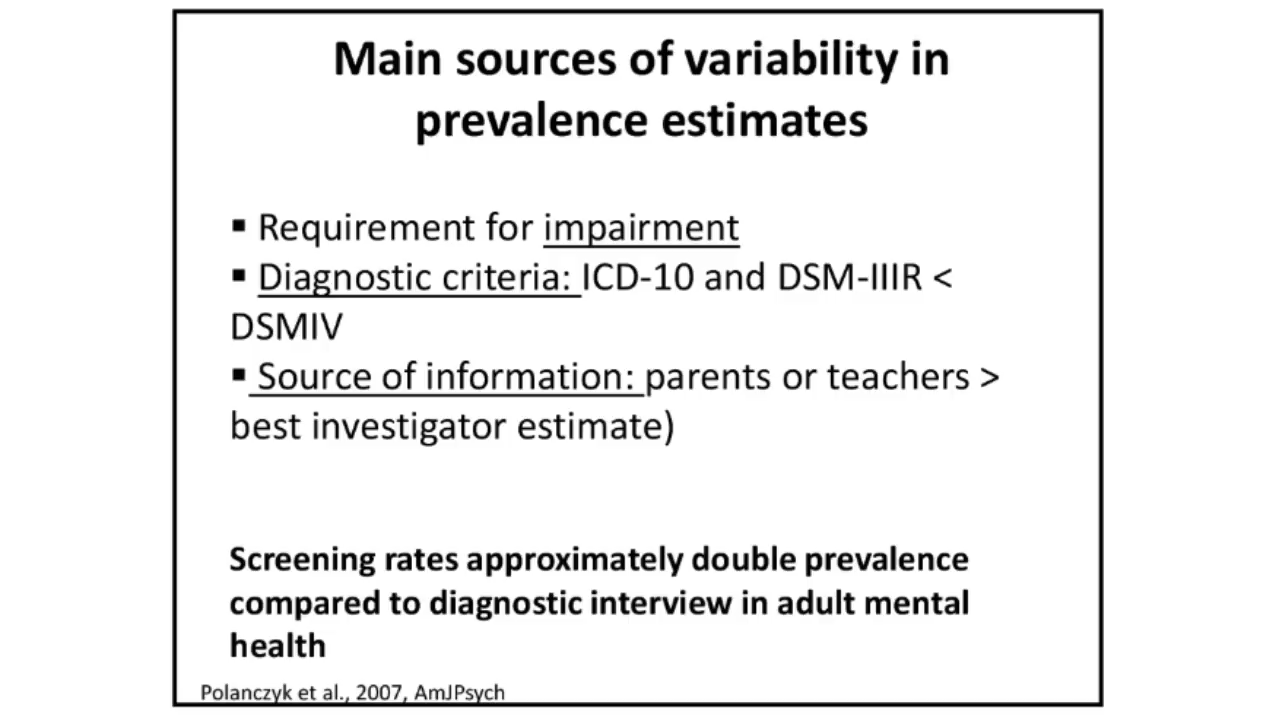 Main sources of variability in
prevalence estimates
▪ Requirement for impairment
▪ Diagnostic criteria: ICD-10 and DSM-IIIR <
DSMIV
▪ Source of information: parents or teachers >
best investigator estimate)
Screening rates approximately double prevalence
compared to diagnostic interview in adult mental
health
Polanczyk et al., 2007, AmJPsych